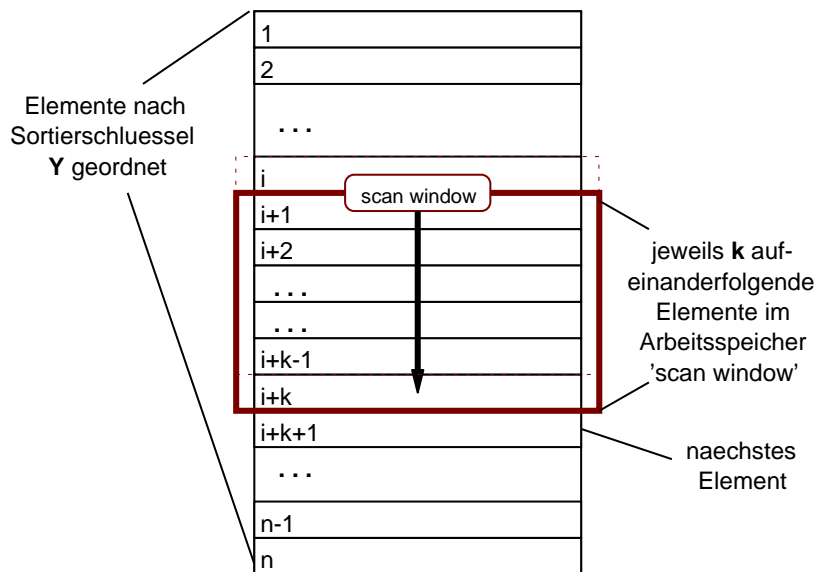 Elemente nach
Sortierschluessel
Y geordnet
1
2
...
i
scan window
i+1
i+2
...
...
i+k-1
i+k
i+k+1
...
n-1
n
jeweils k auf-
einanderfolgende
Elemente im
Arbeitsspeicher
'scan window’
naechstes
Element